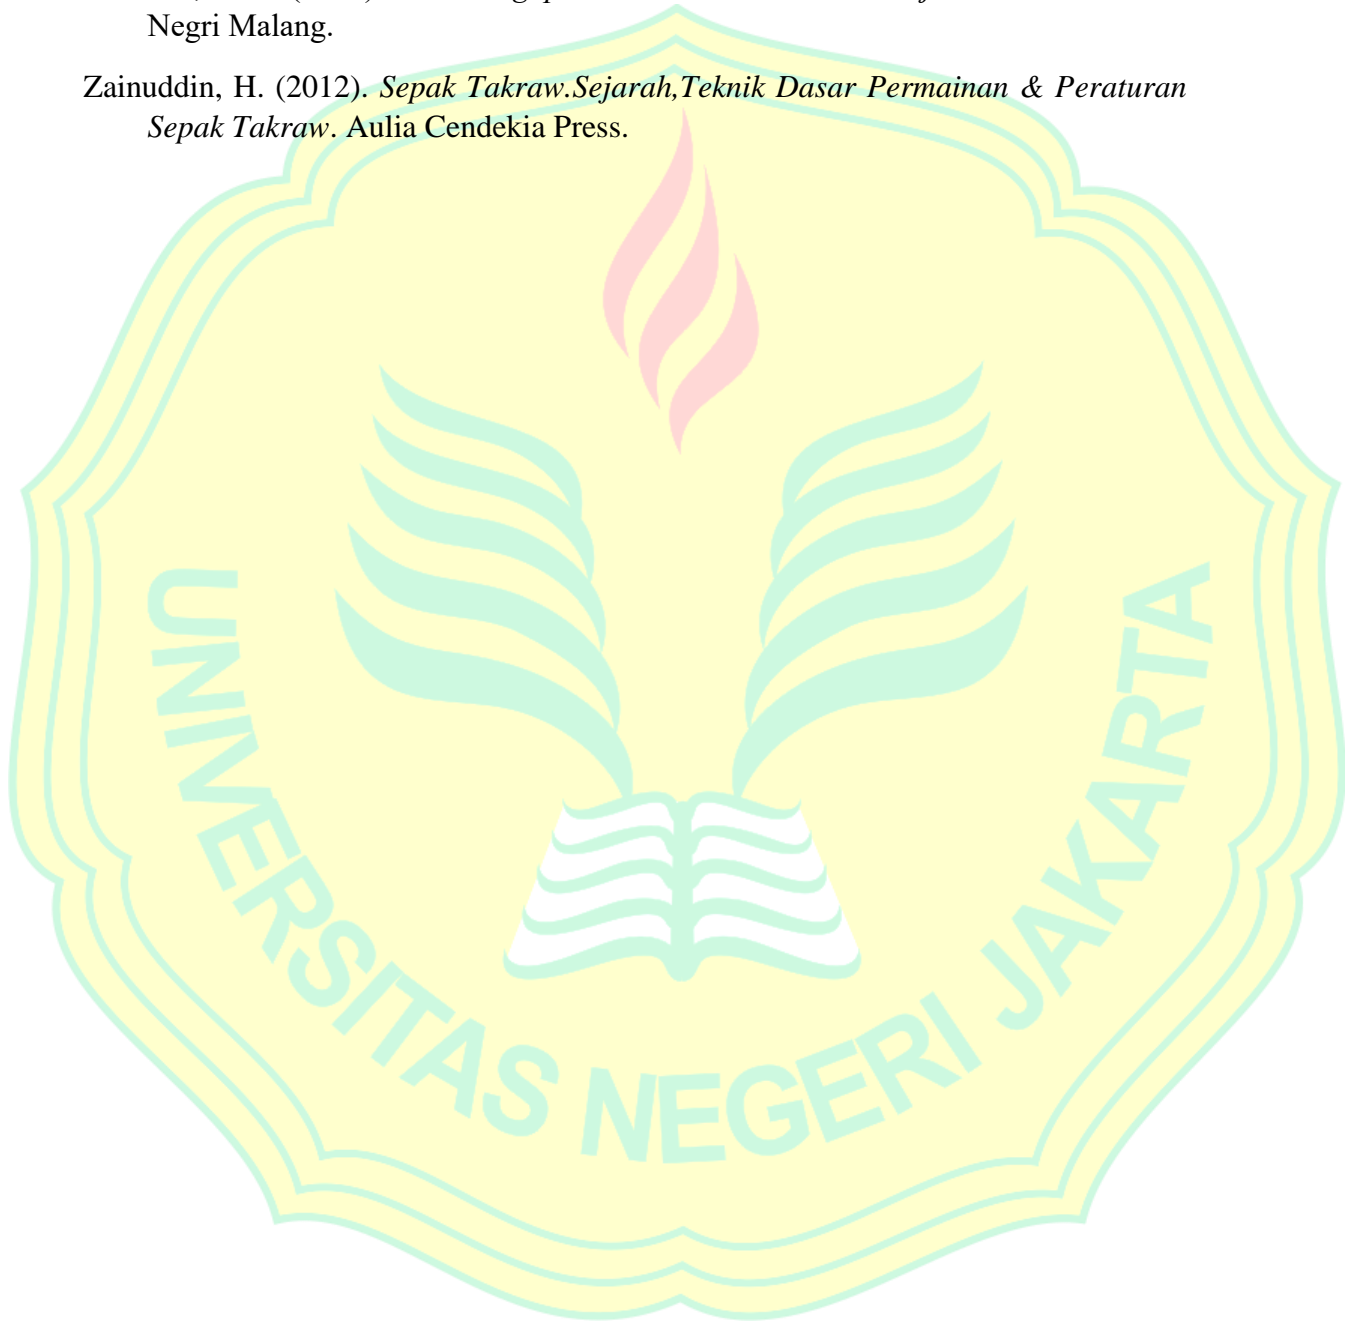 Negri Malang.
Zainuddin, H. (2012). Sepak Takraw.Sejarah,Teknik Dasar Permainan & Peraturan
Sepak Takraw. Aulia Cendekia Press.
UNIVERSITAS NEGERI JAKARTA